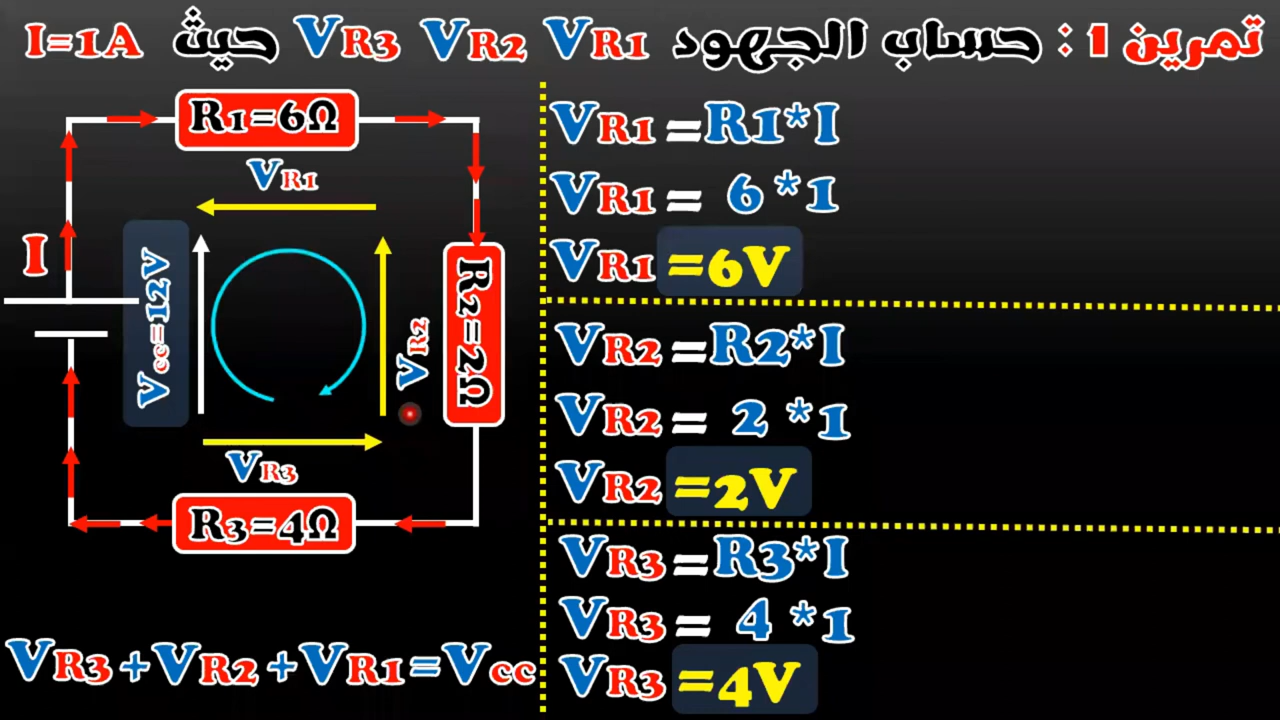 تمرين 1 : حساب الجهود VR1 VR2 VR3 حيث I=1A
R1=6Ω
VR1
I
Vcc=12V
VR2
R2=2Ω
VR3
R3=4Ω
VR3+VR2+VR1=Vcc
VR1=R1*I
VR1= 6*1
VR1=6V
VR2=R2*I
VR2= 2*1
VR2=2V
VR3=R3*I
VR3= 4*1
VR3=4V